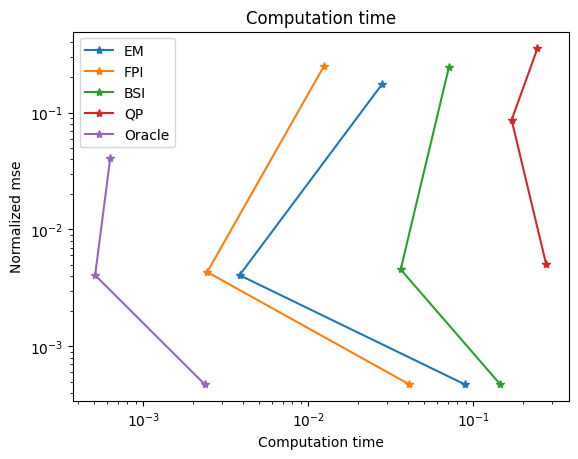 Computation time
EM
FPI
BSI
QP
Oracle
Normalized mse
10⁻¹
10⁻²
10⁻³
10⁻³
10⁻²
10⁻¹
Computation time